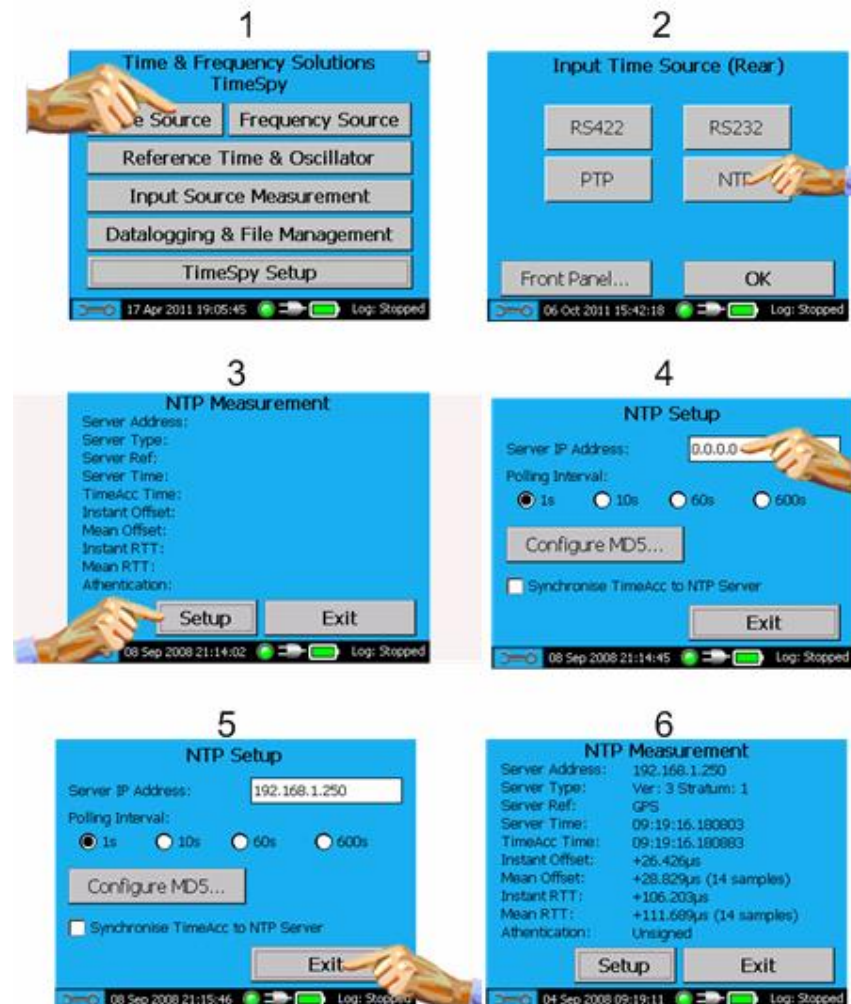 1
Time & Frequency Solutions
TimeSpy
e Source
Frequency Source
Reference Time & Oscillator
Input Source Measurement
Datalogging & File Management
TimeSpy Setup
17 Apr 2011 19:05:45
Log: Stopped
2
Input Time Source (Rear)
RS422
RS232
PTP
NTP
Front Panel...
OK
06 Oct 2011 15:42:18
Log: Stopped
3
NTP Measurement
Server Address:
Server Type:
Server Ref:
Server Time:
TimeAcc Time:
Instant Offset:
Mean Offset:
Instant RTT:
Mean RTT:
Athentication:
Setup
Exit
08 Sep 2008 21:14:02
Log: Stopped
4
NTP Setup
Server IP Address: 0.0.0.0
Polling Interval:
1s 10s 60s 600s
Configure MD5...
Synchronise TimeAcc to NTP Server
Exit
08 Sep 2008 21:14:45
Log: Stopped
5
NTP Setup
Server IP Address: 192.168.1.250
Polling Interval:
1s 10s 60s 600s
Configure MD5...
Synchronise TimeAcc to NTP Server
Exit
08 Sep 2008 21:15:46
Log: Stopped
6
NTP Measurement
Server Address: 192.168.1.250
Server Type: Ver: 3 Stratum: 1
Server Ref: GPS
Server Time: 09:19:16.180803
TimeAcc Time: 09:19:16.180883
Instant Offset: +26.426µs
Mean Offset: +28.829µs (14 samples)
Instant RTT: +106.203µs
Mean RTT: +111.689µs (14 samples)
Athentication: Unsigned
Setup
Exit
04 Sep 2008 09:19:11
Log: Stopped